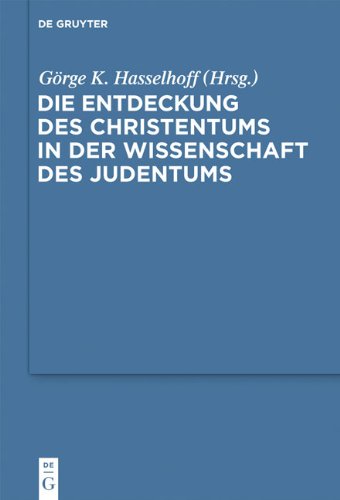 DE GRUYTER
Görge K. Hasselhoff (Hrsg.)
DIE ENTDECKUNG
DES CHRISTENTUMS
IN DER WISSENSCHAFT
DES JUDENTUMS
DE
G